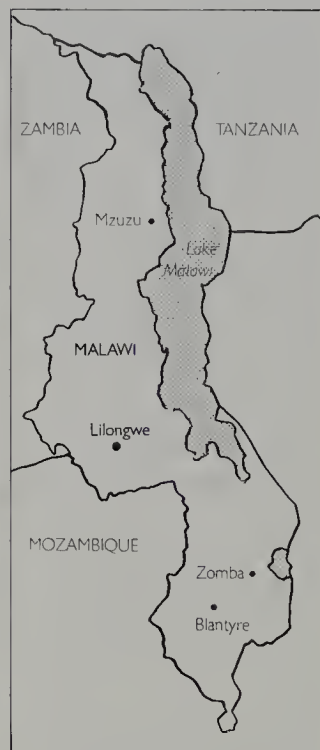 ZAMBIA
TANZANIA
Mzuzu
Lake
Malawi
MALAWI
Lilongwe
MOZAMBIQUE
Zomba
Blantyre